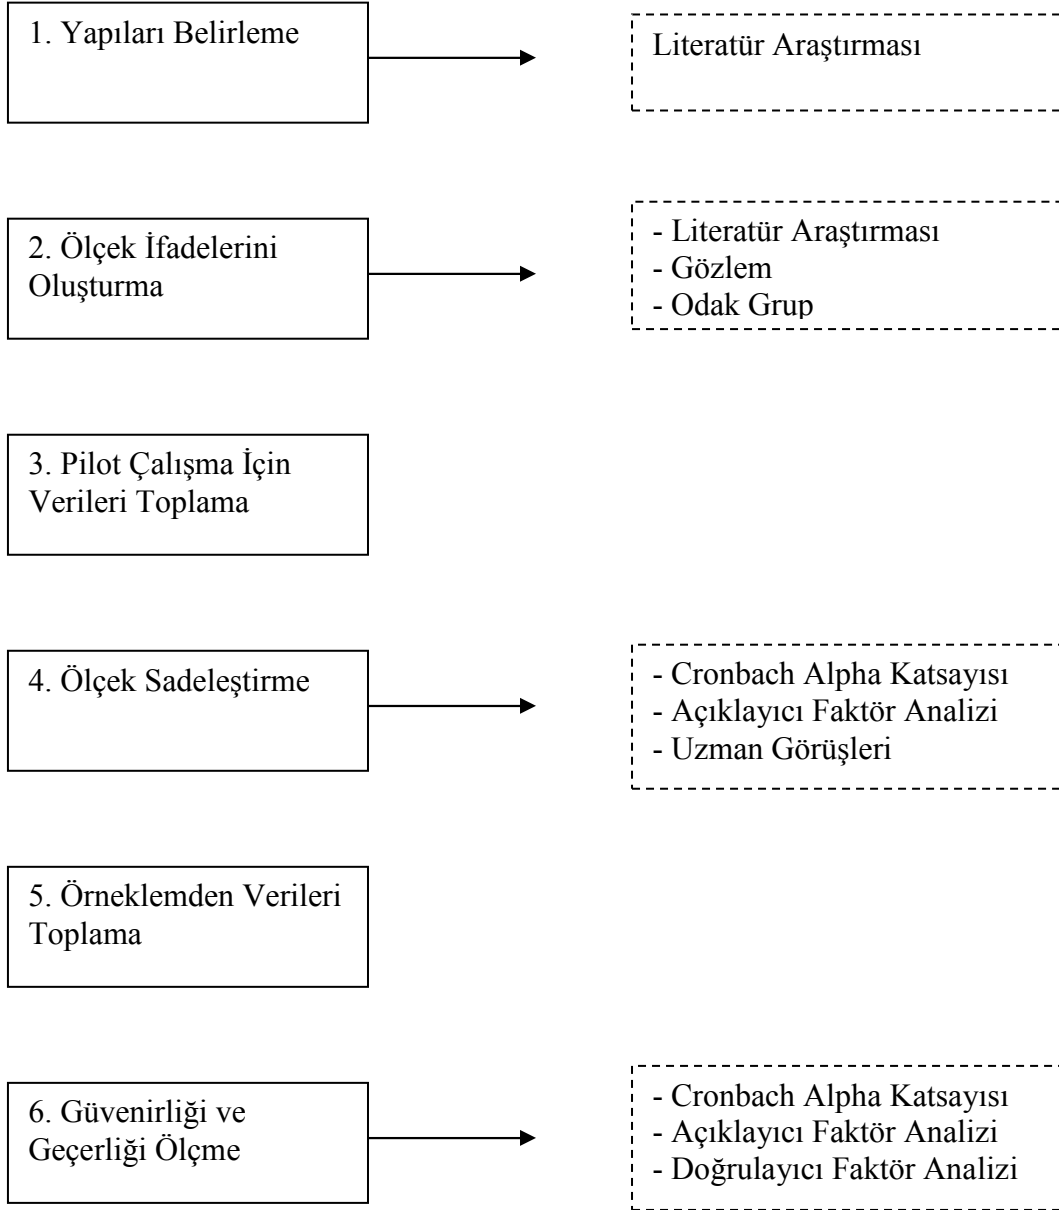 1. Yapıları Belirleme
Literatür Araştırması
2. Ölçek İfadelerini
Oluşturma
- Literatür Araştırması
- Gözlem
- Odak Grup
3. Pilot Çalışma İçin
Verileri Toplama
4. Ölçek Sadeleştirme
- Cronbach Alpha Katsayısı
- Açıklayıcı Faktör Analizi
- Uzman Görüşleri
5. Örneklemden Verileri
Toplama
6. Güvenirliği ve
Geçerliği Ölçme
- Cronbach Alpha Katsayısı
- Açıklayıcı Faktör Analizi
- Doğrulayıcı Faktör Analizi